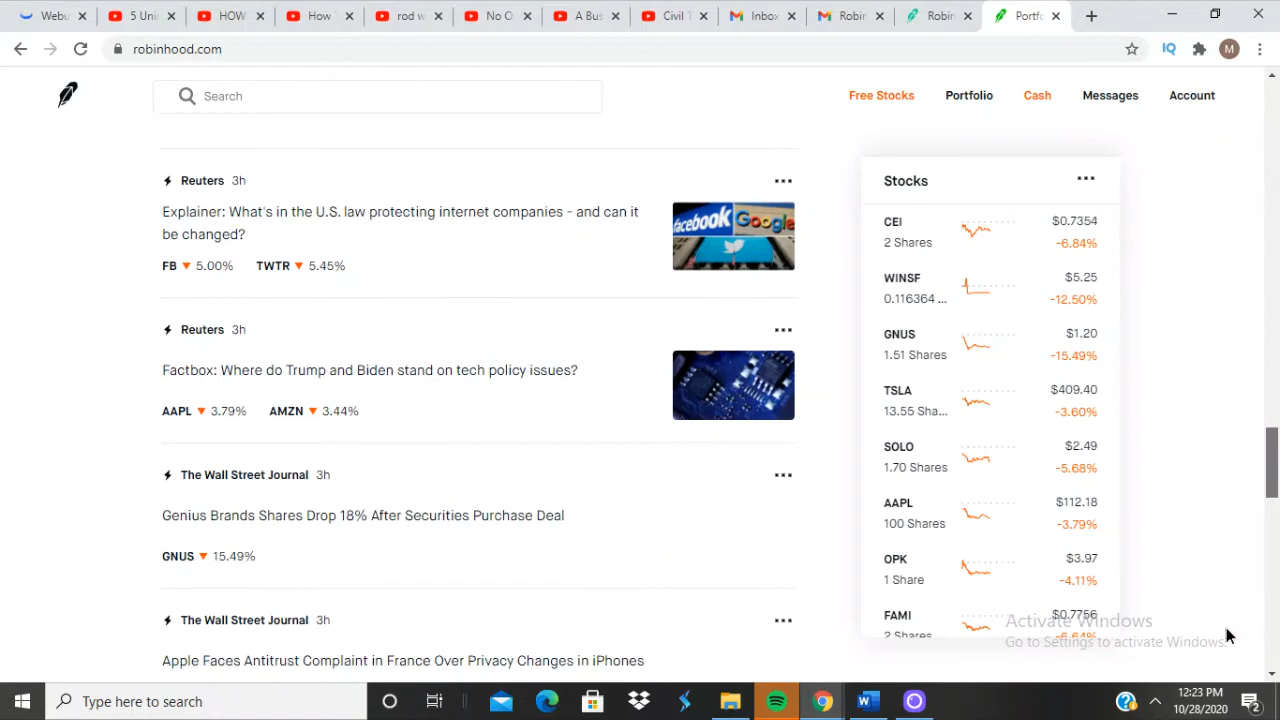 Webu
5 Uni
HOW
How
rod w
No O
A Bus
Civil T
Inbox
Robin
Robin
Portfo
robinhood.com
IQ
M
Search
Free Stocks
Portfolio
Cash
Messages
Account
Reuters 3h
Explainer: What's in the U.S. law protecting internet companies - and can it
be changed?
FB 5.00% TWTR 5.45%
facebook Google
Reuters 3h
Factbox: Where do Trump and Biden stand on tech policy issues?
AAPL 3.79% AMZN 3.44%
The Wall Street Journal 3h
Genius Brands Shares Drop 18% After Securities Purchase Deal
GNUS 15.49%
The Wall Street Journal 3h
Apple Faces Antitrust Complaint in France Over Privacy Changes in iPhones
Stocks
CEI $0.7354
2 Shares -6.84%
WINSF $5.25
0.116364 ... -12.50%
GNUS $1.20
1.51 Shares -15.49%
TSLA $409.40
13.55 Sha... -3.60%
SOLO $2.49
1.70 Shares -5.68%
AAPL $112.18
100 Shares -3.79%
OPK $3.97
1 Share -4.11%
FAMI $0.7756
2 Shares -6.64%
Activate Windows
Go to Settings to activate Windows.
Type here to search
W
12:23 PM
10/28/2020
2